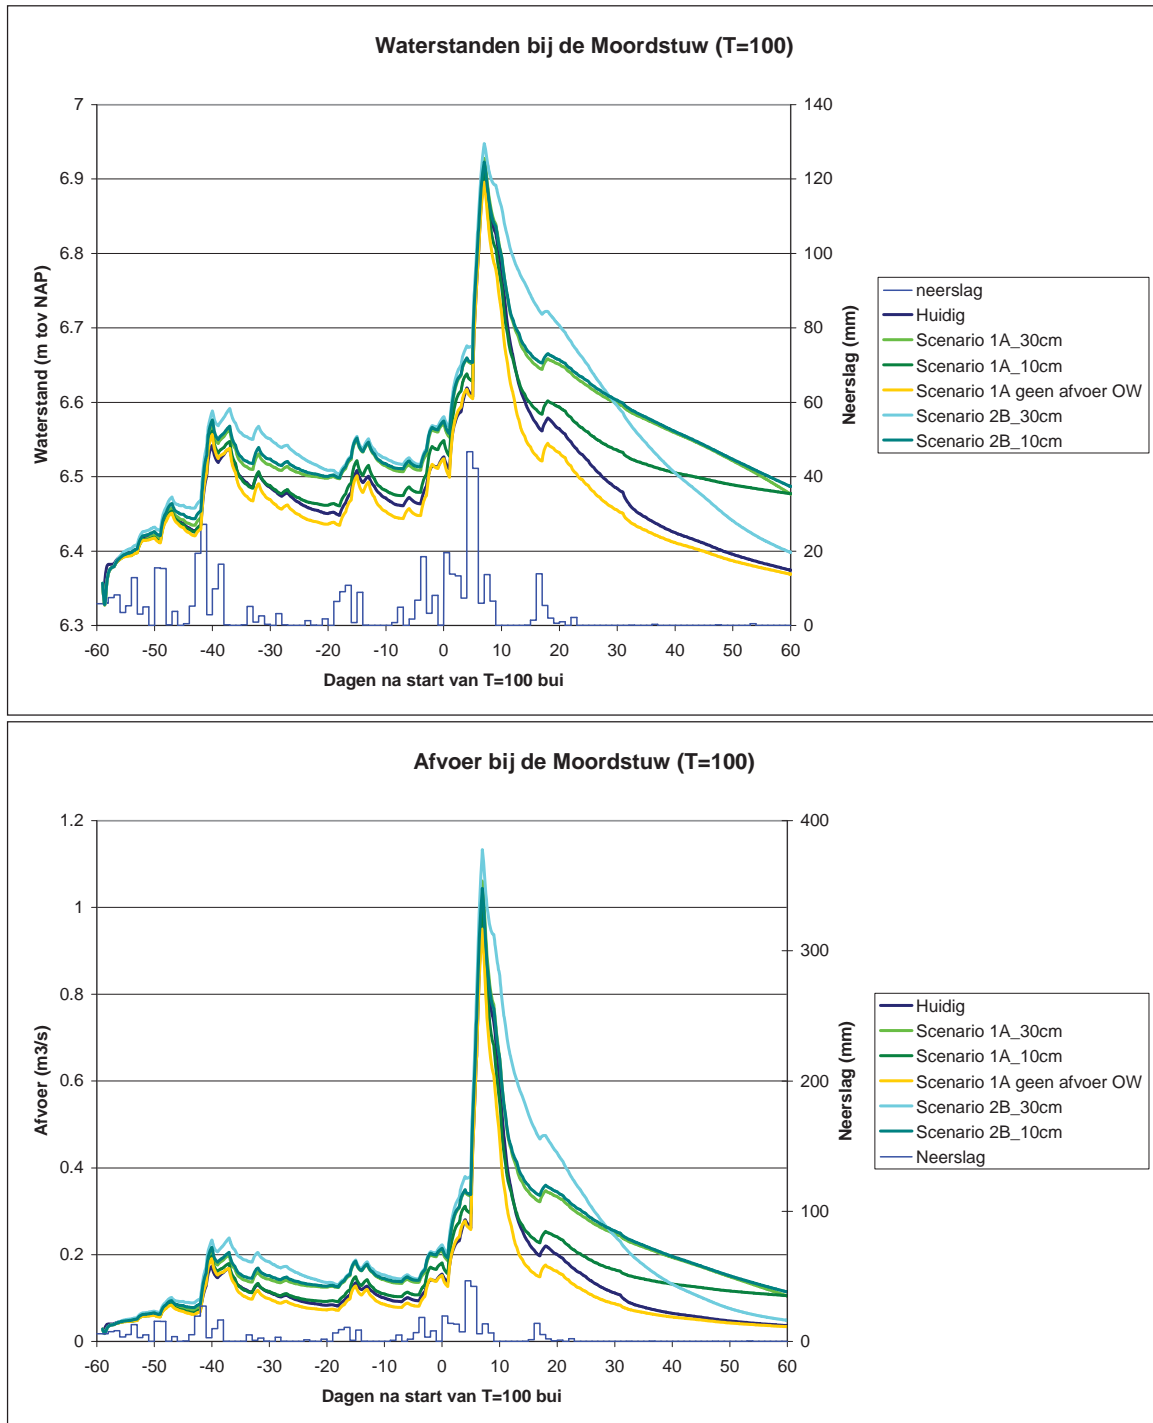 Waterstanden bij de Moordstuw (T=100)
7
6.9
6.8
6.7
6.6
6.5
6.4
6.3
Waterstand (m tov NAP)
140
120
100
80
60
40
20
0
Neerslag (mm)
-60 -50 -40 -30 -20 -10 0 10 20 30 40 50 60
Dagen na start van T=100 bui
neerslag
Huidig
Scenario 1A_30cm
Scenario 1A_10cm
Scenario 1A geen afvoer OW
Scenario 2B_30cm
Scenario 2B_10cm
Afvoer bij de Moordstuw (T=100)
1.2
1
0.8
0.6
0.4
0.2
0
Afvoer (m3/s)
400
300
200
100
0
Neerslag (mm)
-60 -50 -40 -30 -20 -10 0 10 20 30 40 50 60
Dagen na start van T=100 bui
Huidig
Scenario 1A_30cm
Scenario 1A_10cm
Scenario 1A geen afvoer OW
Scenario 2B_30cm
Scenario 2B_10cm
Neerslag